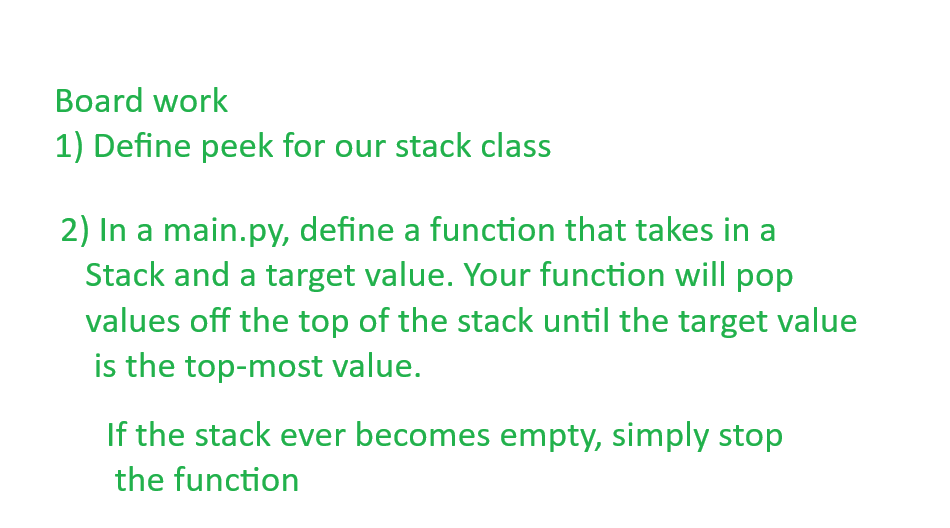 Board work
1) Define peek for our stack class
2) In a main.py, define a function that takes in a
Stack and a target value. Your function will pop
values off the top of the stack until the target value
is the top-most value.
If the stack ever becomes empty, simply stop
the function